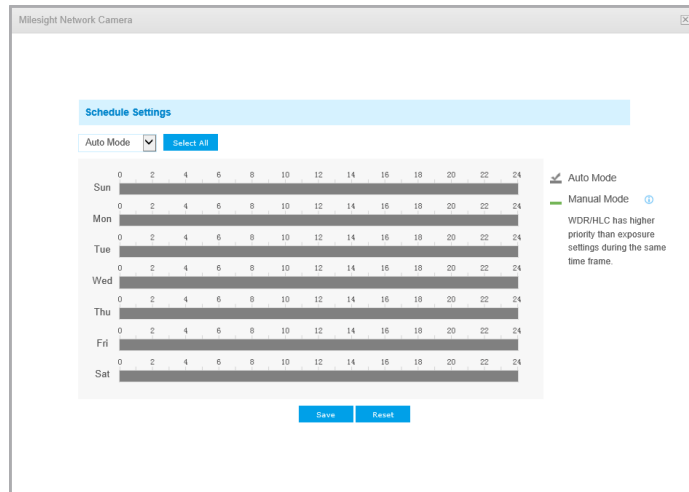 Milesight Network Camera
Schedule Settings
Auto Mode
Select All
0 2 4 6 8 10 12 14 16 18 20 22 24
Sun
0 2 4 6 8 10 12 14 16 18 20 22 24
Mon
0 2 4 6 8 10 12 14 16 18 20 22 24
Tue
0 2 4 6 8 10 12 14 16 18 20 22 24
Wed
0 2 4 6 8 10 12 14 16 18 20 22 24
Thu
0 2 4 6 8 10 12 14 16 18 20 22 24
Fri
0 2 4 6 8 10 12 14 16 18 20 22 24
Sat
Auto Mode
Manual Mode
WDR/HLC has higher
priority than exposure
settings during the same
time frame.
Save
Reset